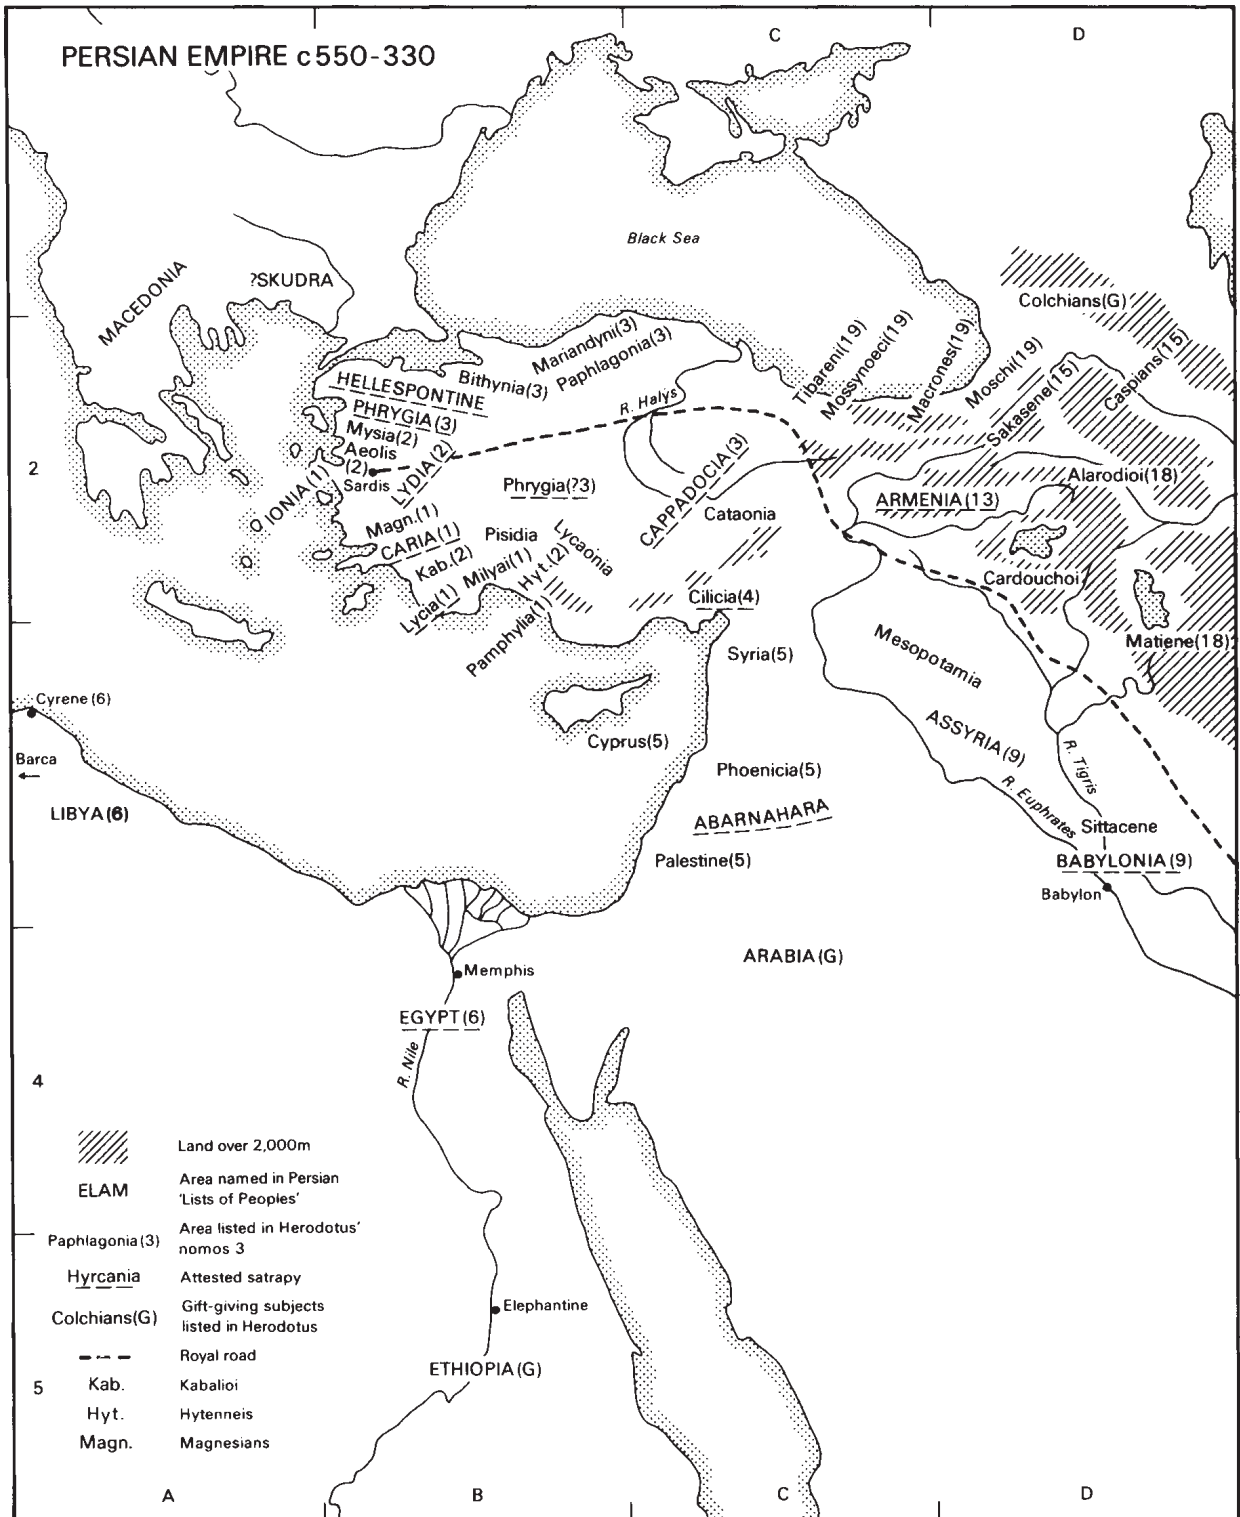 C
D
PERSIAN EMPIRE c550-330
Black Sea
MACEDONIA
?SKUDRA
Colchians(G)
Mariandyni(3)
Paphlagonia(3)
Bithynia(3)
Tibareni(19)
Mossynoeci(19)
Macrones(19)
Moschi(19)
Sakasene(15)
Caspians(15)
HELLESPONTINE
PHRYGIA(3)
R. Halys
Mysia(2)
Aeolis
(2)
Sardis
LYDIA(2)
IONIA(1)
2
Phrygia(?3)
CAPPADOCIA(3)
Cataonia
ARMENIA(13)
Alarodioi(18)
Magn.(1)
CARIA(1)
Kab.(2)
Lycia(1)
Milyai(1)
Pisidia
Hyt.(2)
Lycaonia
Pamphylia(1)
Cilicia(4)
Cardouchoi
Matiene(18)
Syria(5)
Mesopotamia
Cyrene(6)
Barca
LIBYA(6)
Cyprus(5)
ASSYRIA(9)
Phoenicia(5)
ABARNAHARA
R. Tigris
R. Euphrates
Sittacene
Palestine(5)
BABYLONIA(9)
Babylon
ARABIA(G)
Memphis
EGYPT(6)
R. Nile
4
Land over 2,000m
ELAM
Area named in Persian
'Lists of Peoples'
Paphlagonia(3)
Area listed in Herodotus'
nomos 3
Hyrcania
Attested satrapy
Colchians(G)
Gift-giving subjects
listed in Herodotus
Elephantine
Royal road
ETHIOPIA(G)
5
Kab.
Kabalioi
Hyt.
Hytenneis
Magn.
Magnesians
A
B
C
D